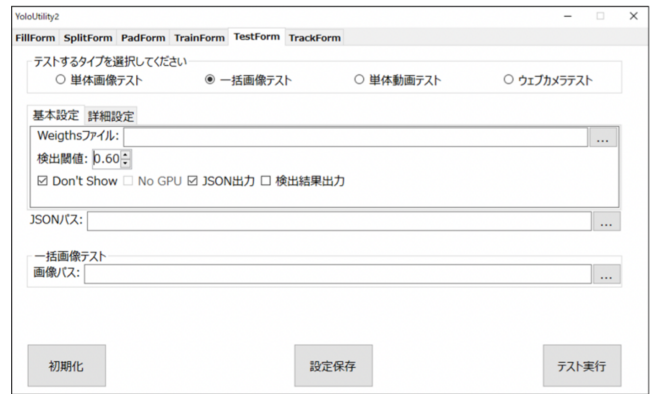 YoloUtility2
FillForm SplitForm PadForm TrainForm TestForm TrackForm
テストするタイプを選択してください
単体画像テスト 一括画像テスト 単体動画テスト ウェブカメラテスト
基本設定 詳細設定
Weigthsファイル: ...
検出閾値: 0.60
Don't Show No GPU JSON出力 検出結果出力
JSONパス: ...
一括画像テスト
画像パス: ...
初期化 設定保存 テスト実行